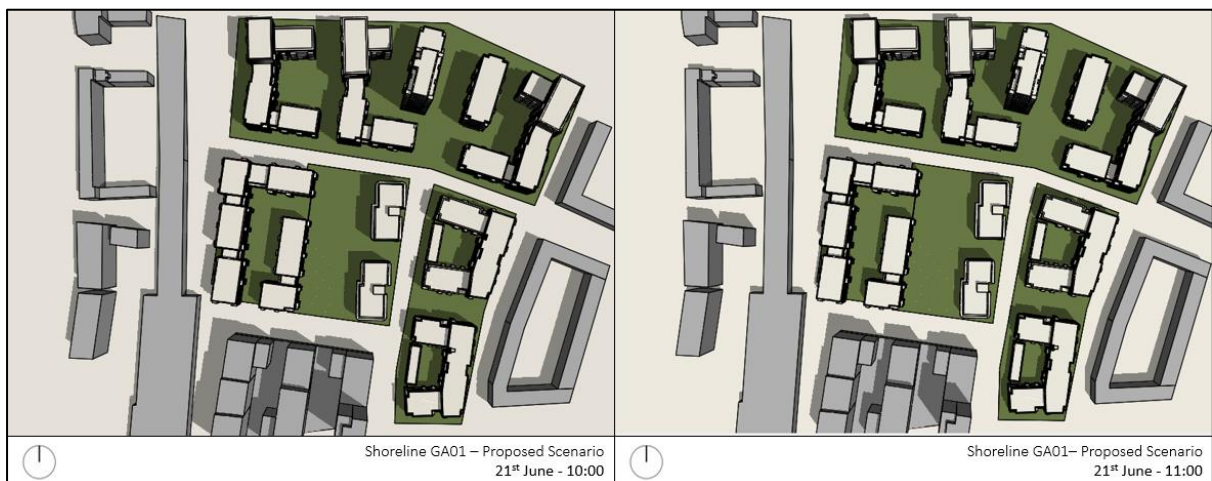 Shoreline GA01 – Proposed Scenario
21st June - 10:00
Shoreline GA01– Proposed Scenario
21st June - 11:00